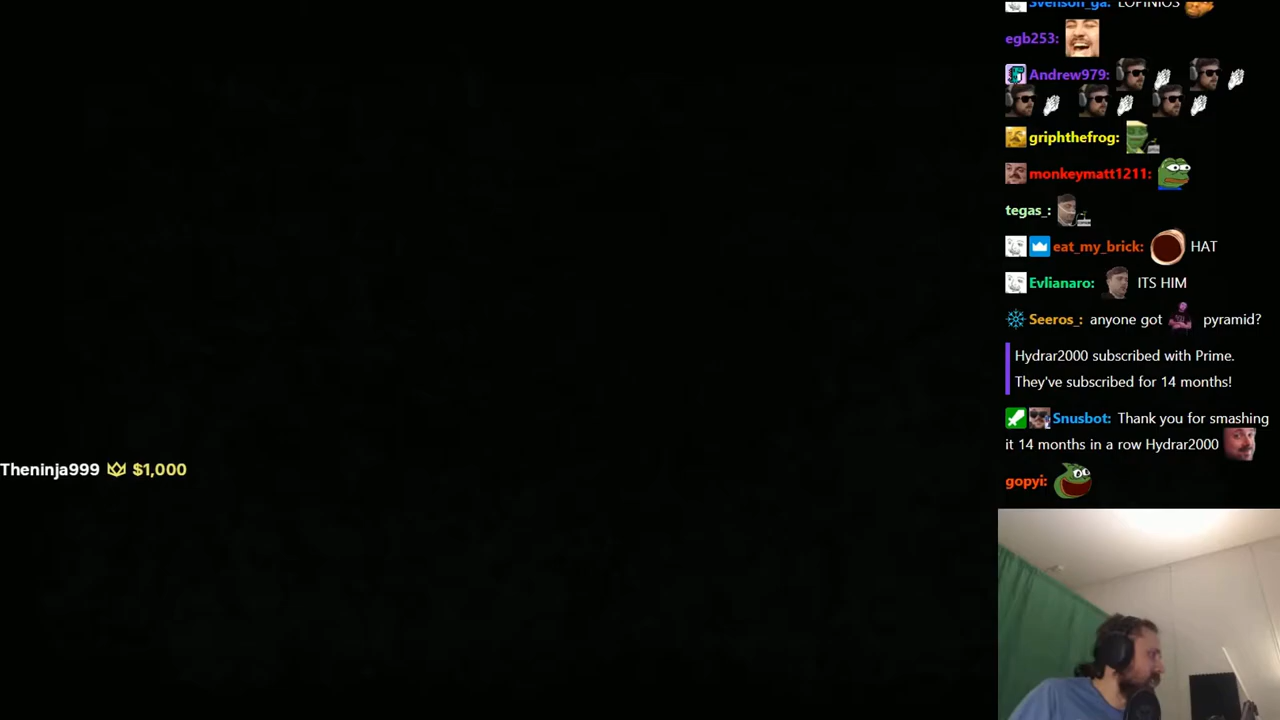 Svenson_ga: LOPINIOS
egb253:
Andrew979:
griphthefrog:
monkeymatt1211:
tegas_:
eat_my_brick: HAT
Evlianaro: ITS HIM
Seeros_: anyone got pyramid?
Hydrar2000 subscribed with Prime.
They've subscribed for 14 months!
Snusbot: Thank you for smashing
it 14 months in a row Hydrar2000
gopyi:
Theninja999 $1,000